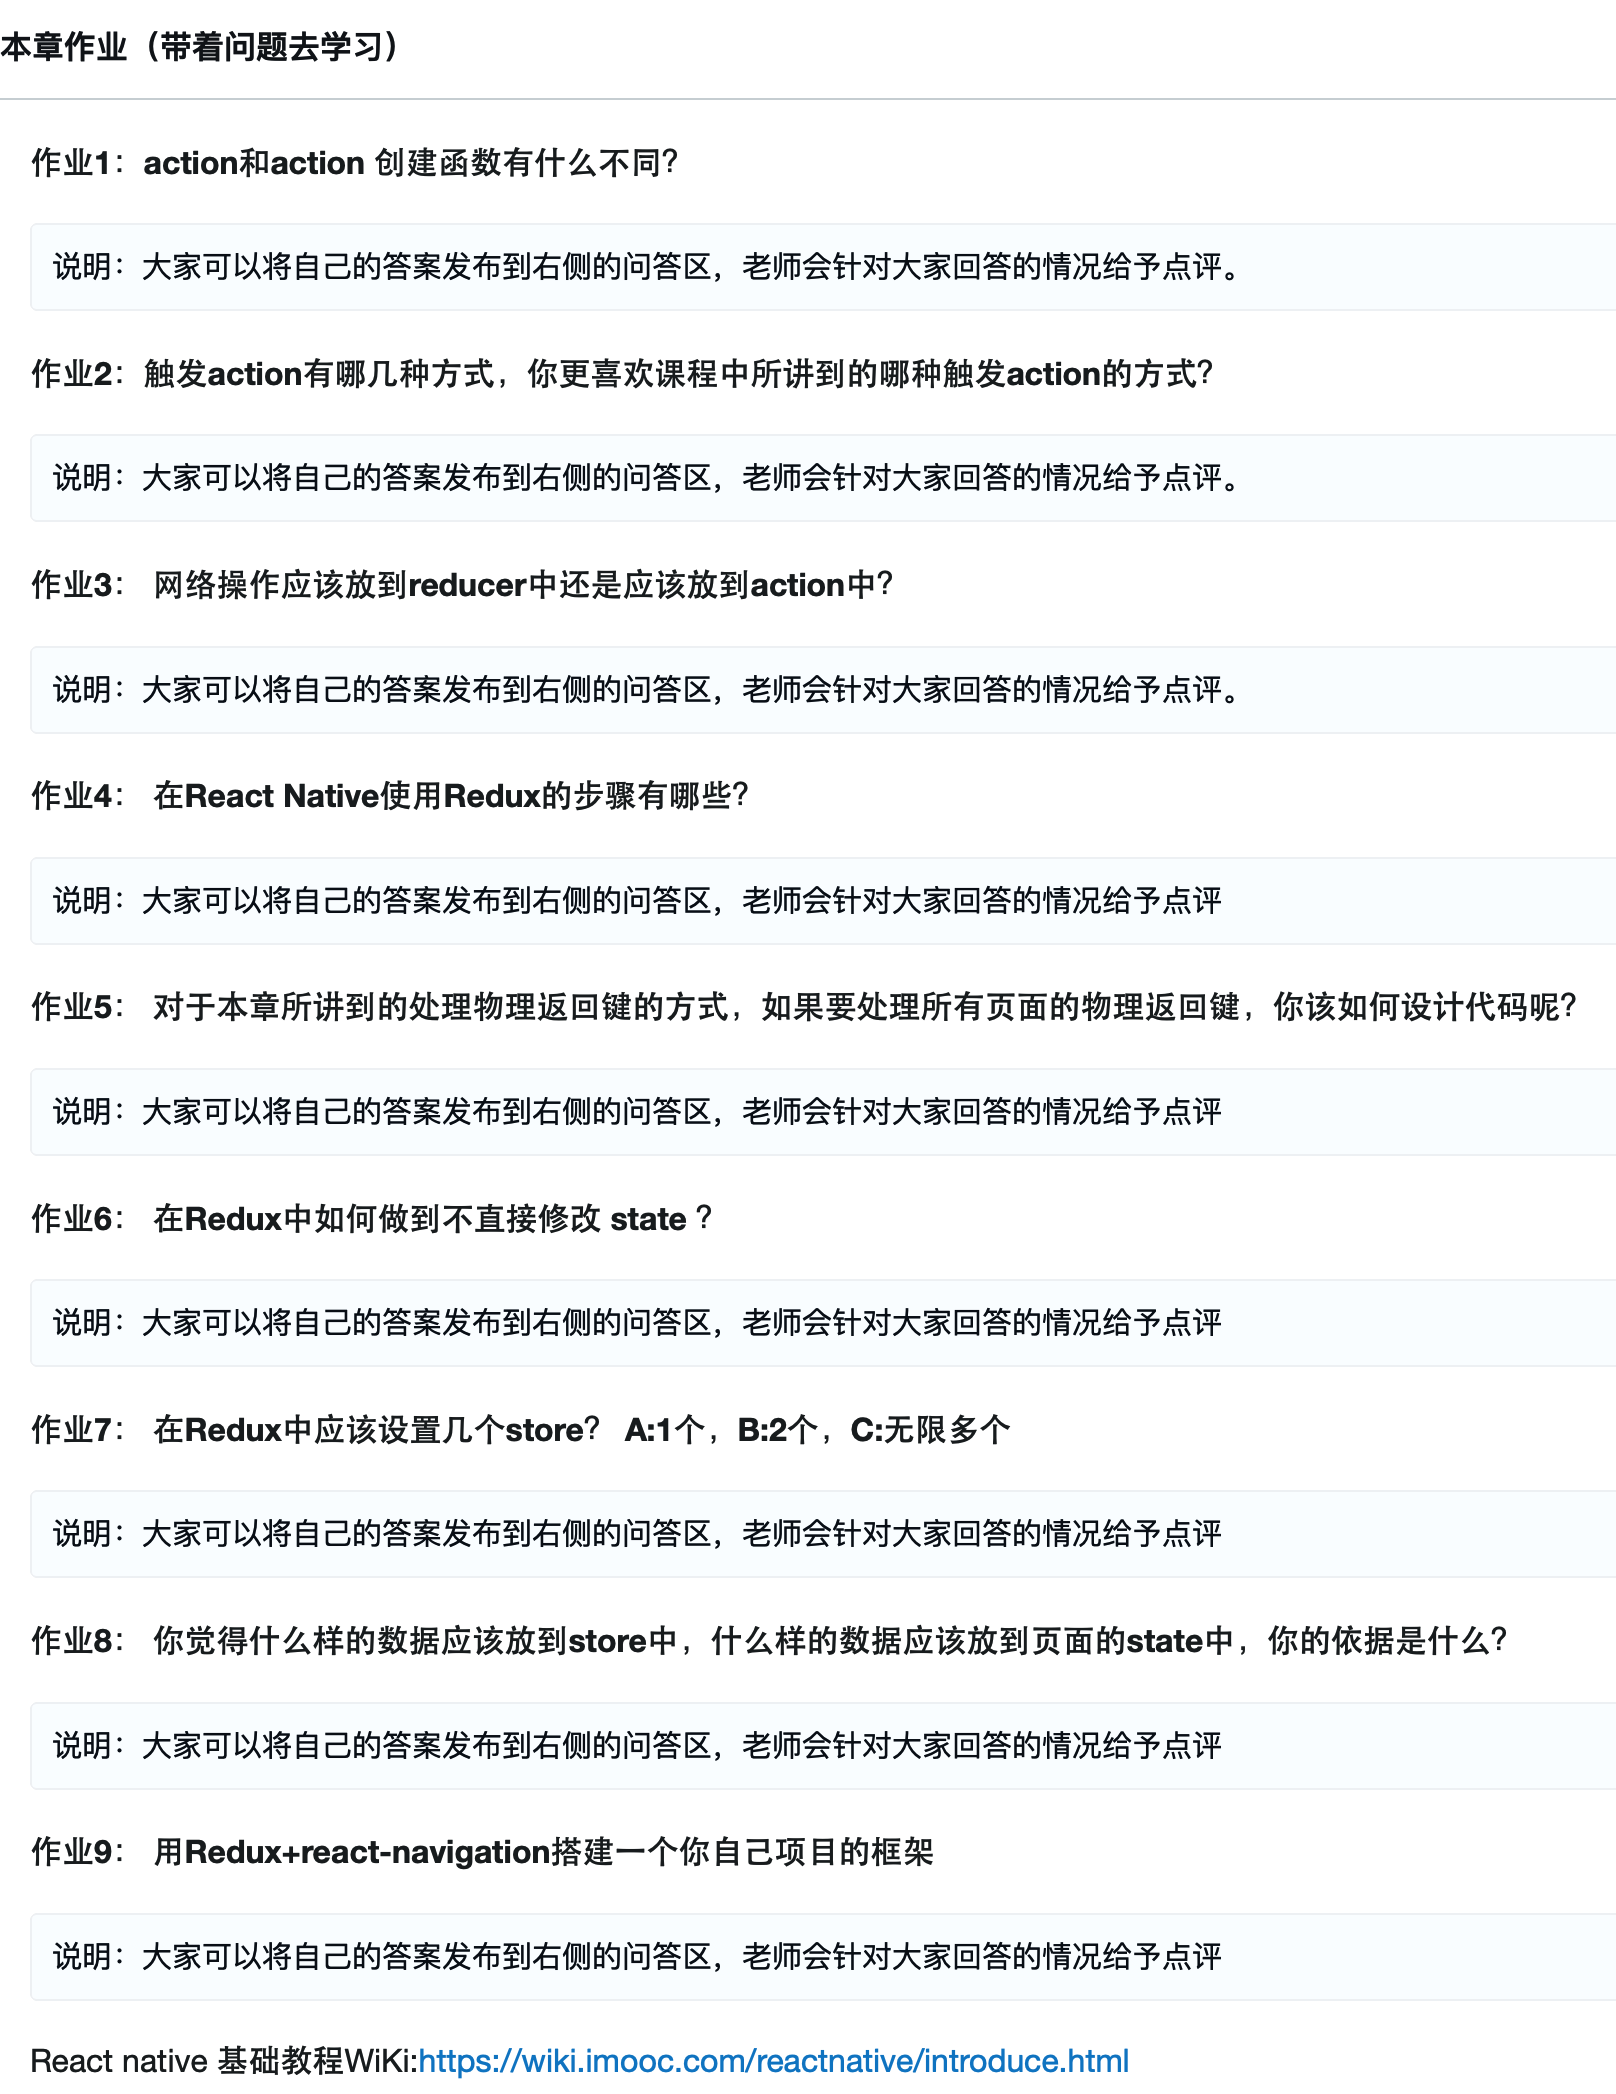 本章作业（带着问题去学习）
作业1：action和action 创建函数有什么不同？
说明：大家可以将自己的答案发布到右侧的问答区，老师会针对大家回答的情况给予点评。
作业2：触发action有哪几种方式，你更喜欢课程中所讲到的哪种触发action的方式？
说明：大家可以将自己的答案发布到右侧的问答区，老师会针对大家回答的情况给予点评。
作业3： 网络操作应该放到reducer中还是应该放到action中？
说明：大家可以将自己的答案发布到右侧的问答区，老师会针对大家回答的情况给予点评。
作业4： 在React Native使用Redux的步骤有哪些？
说明：大家可以将自己的答案发布到右侧的问答区，老师会针对大家回答的情况给予点评
作业5： 对于本章所讲到的处理物理返回键的方式，如果要处理所有页面的物理返回键，你该如何设计代码呢？
说明：大家可以将自己的答案发布到右侧的问答区，老师会针对大家回答的情况给予点评
作业6： 在Redux中如何做到不直接修改 state ？
说明：大家可以将自己的答案发布到右侧的问答区，老师会针对大家回答的情况给予点评
作业7： 在Redux中应该设置几个store？ A:1个，B:2个，C:无限多个
说明：大家可以将自己的答案发布到右侧的问答区，老师会针对大家回答的情况给予点评
作业8： 你觉得什么样的数据应该放到store中，什么样的数据应该放到页面的state中，你的依据是什么？
说明：大家可以将自己的答案发布到右侧的问答区，老师会针对大家回答的情况给予点评
作业9： 用Redux+react-navigation搭建一个你自己项目的框架
说明：大家可以将自己的答案发布到右侧的问答区，老师会针对大家回答的情况给予点评
React native 基础教程WiKi:https://wiki.imooc.com/reactnative/introduce.html